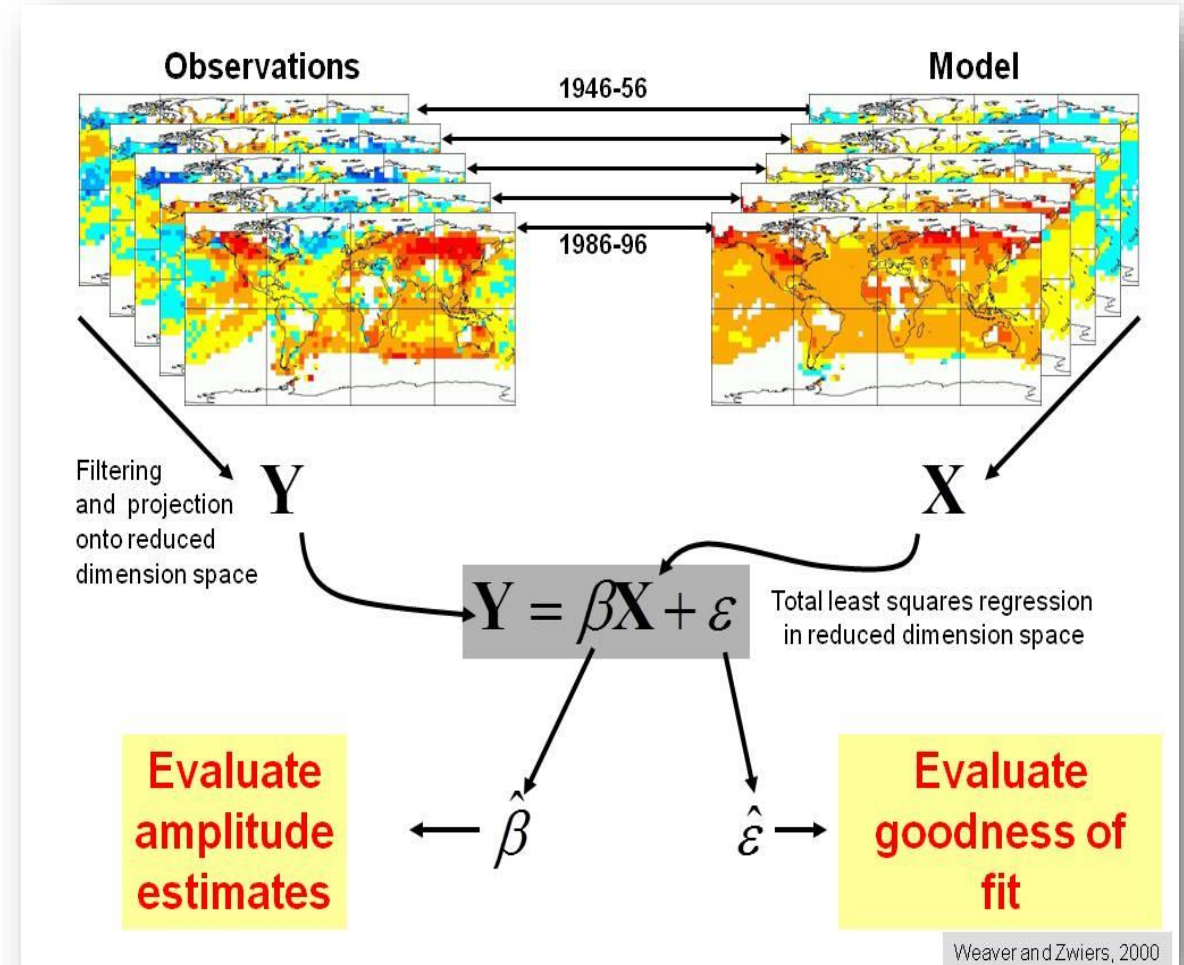 Observations
Model
1946-56
1986-96
Filtering
and projection
onto reduced
dimension space
Y
X
Y = βX + ε
Total least squares regression
in reduced dimension space
Evaluate
amplitude
estimates
β̂
ε̂
Evaluate
goodness of
fit
Weaver and Zwiers, 2000